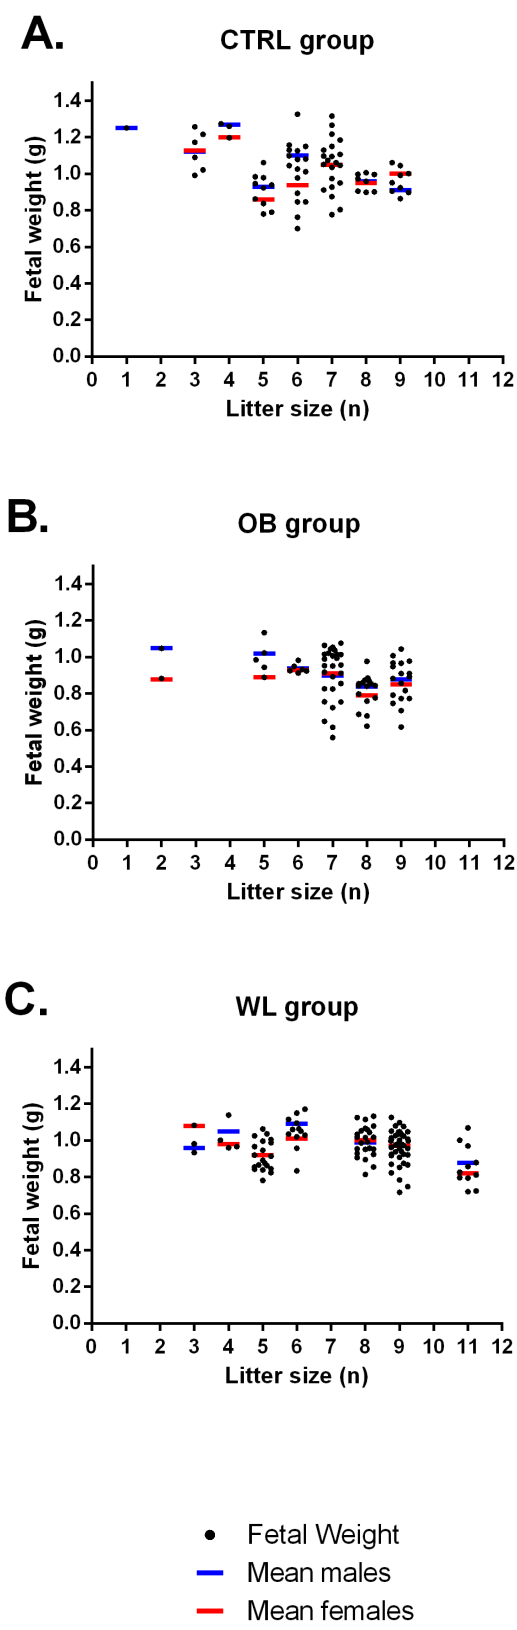 A.
CTRL group
Fetal weight (g)
1.4
1.2
1.0
0.8
0.6
0.4
0.2
0.0
0 1 2 3 4 5 6 7 8 9 10 11 12
Litter size (n)
B.
OB group
Fetal weight (g)
1.4
1.2
1.0
0.8
0.6
0.4
0.2
0.0
0 1 2 3 4 5 6 7 8 9 10 11 12
Litter size (n)
C.
WL group
Fetal weight (g)
1.4
1.2
1.0
0.8
0.6
0.4
0.2
0.0
0 1 2 3 4 5 6 7 8 9 10 11 12
Litter size (n)
Fetal Weight
Mean males
Mean females